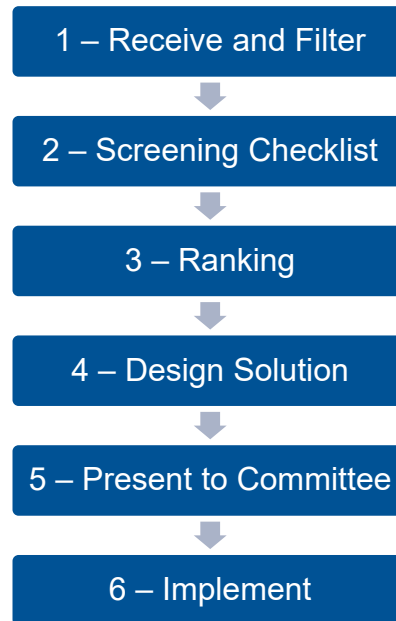 1 – Receive and Filter
2 – Screening Checklist
3 – Ranking
4 – Design Solution
5 – Present to Committee
6 – Implement